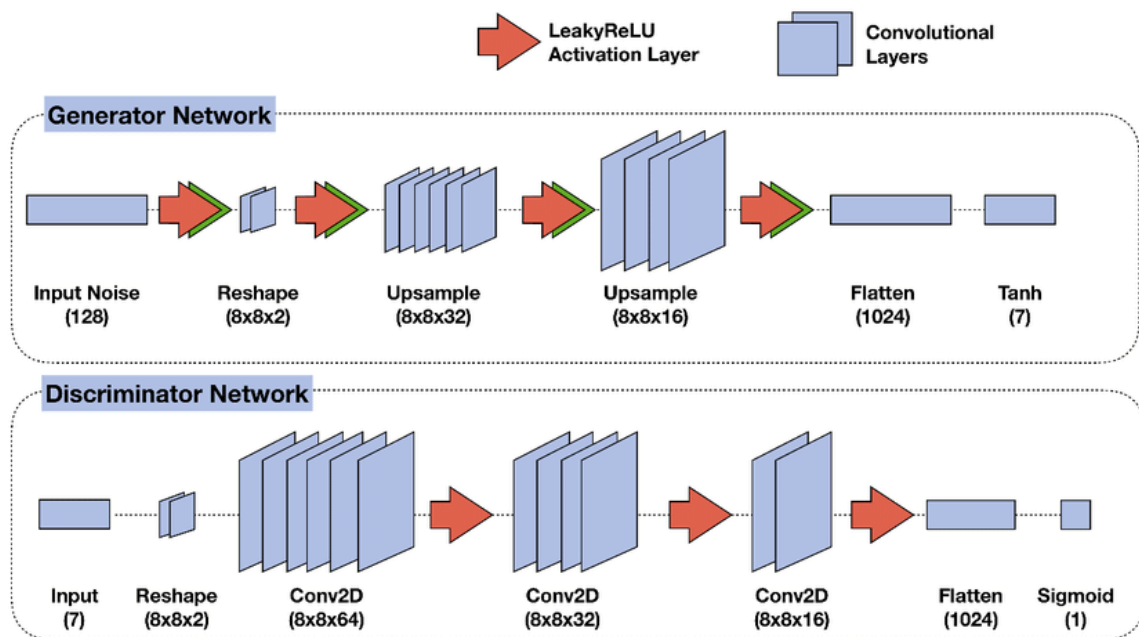 LeakyReLU
Activation Layer
Convolutional
Layers
Generator Network
Input Noise
(128)
Reshape
(8x8x2)
Upsample
(8x8x32)
Upsample
(8x8x16)
Flatten
(1024)
Tanh
(7)
Discriminator Network
Input
(7)
Reshape
(8x8x2)
Conv2D
(8x8x64)
Conv2D
(8x8x32)
Conv2D
(8x8x16)
Flatten
(1024)
Sigmoid
(1)